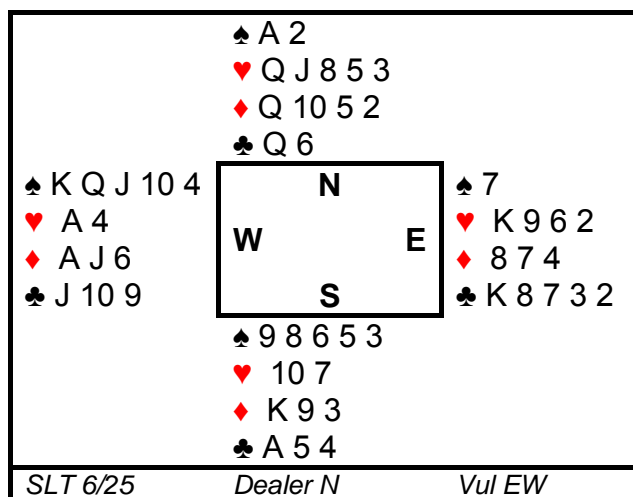 ♠ A 2
♥ Q J 8 5 3
♦ Q 10 5 2
♣ Q 6
♠ K Q J 10 4
♥ A 4
♦ A J 6
♣ J 10 9
N
W E
S
♠ 7
♥ K 9 6 2
♦ 8 7 4
♣ K 8 7 3 2
♠ 9 8 6 5 3
♥ 10 7
♦ K 9 3
♣ A 5 4
SLT 6/25 Dealer N Vul EW